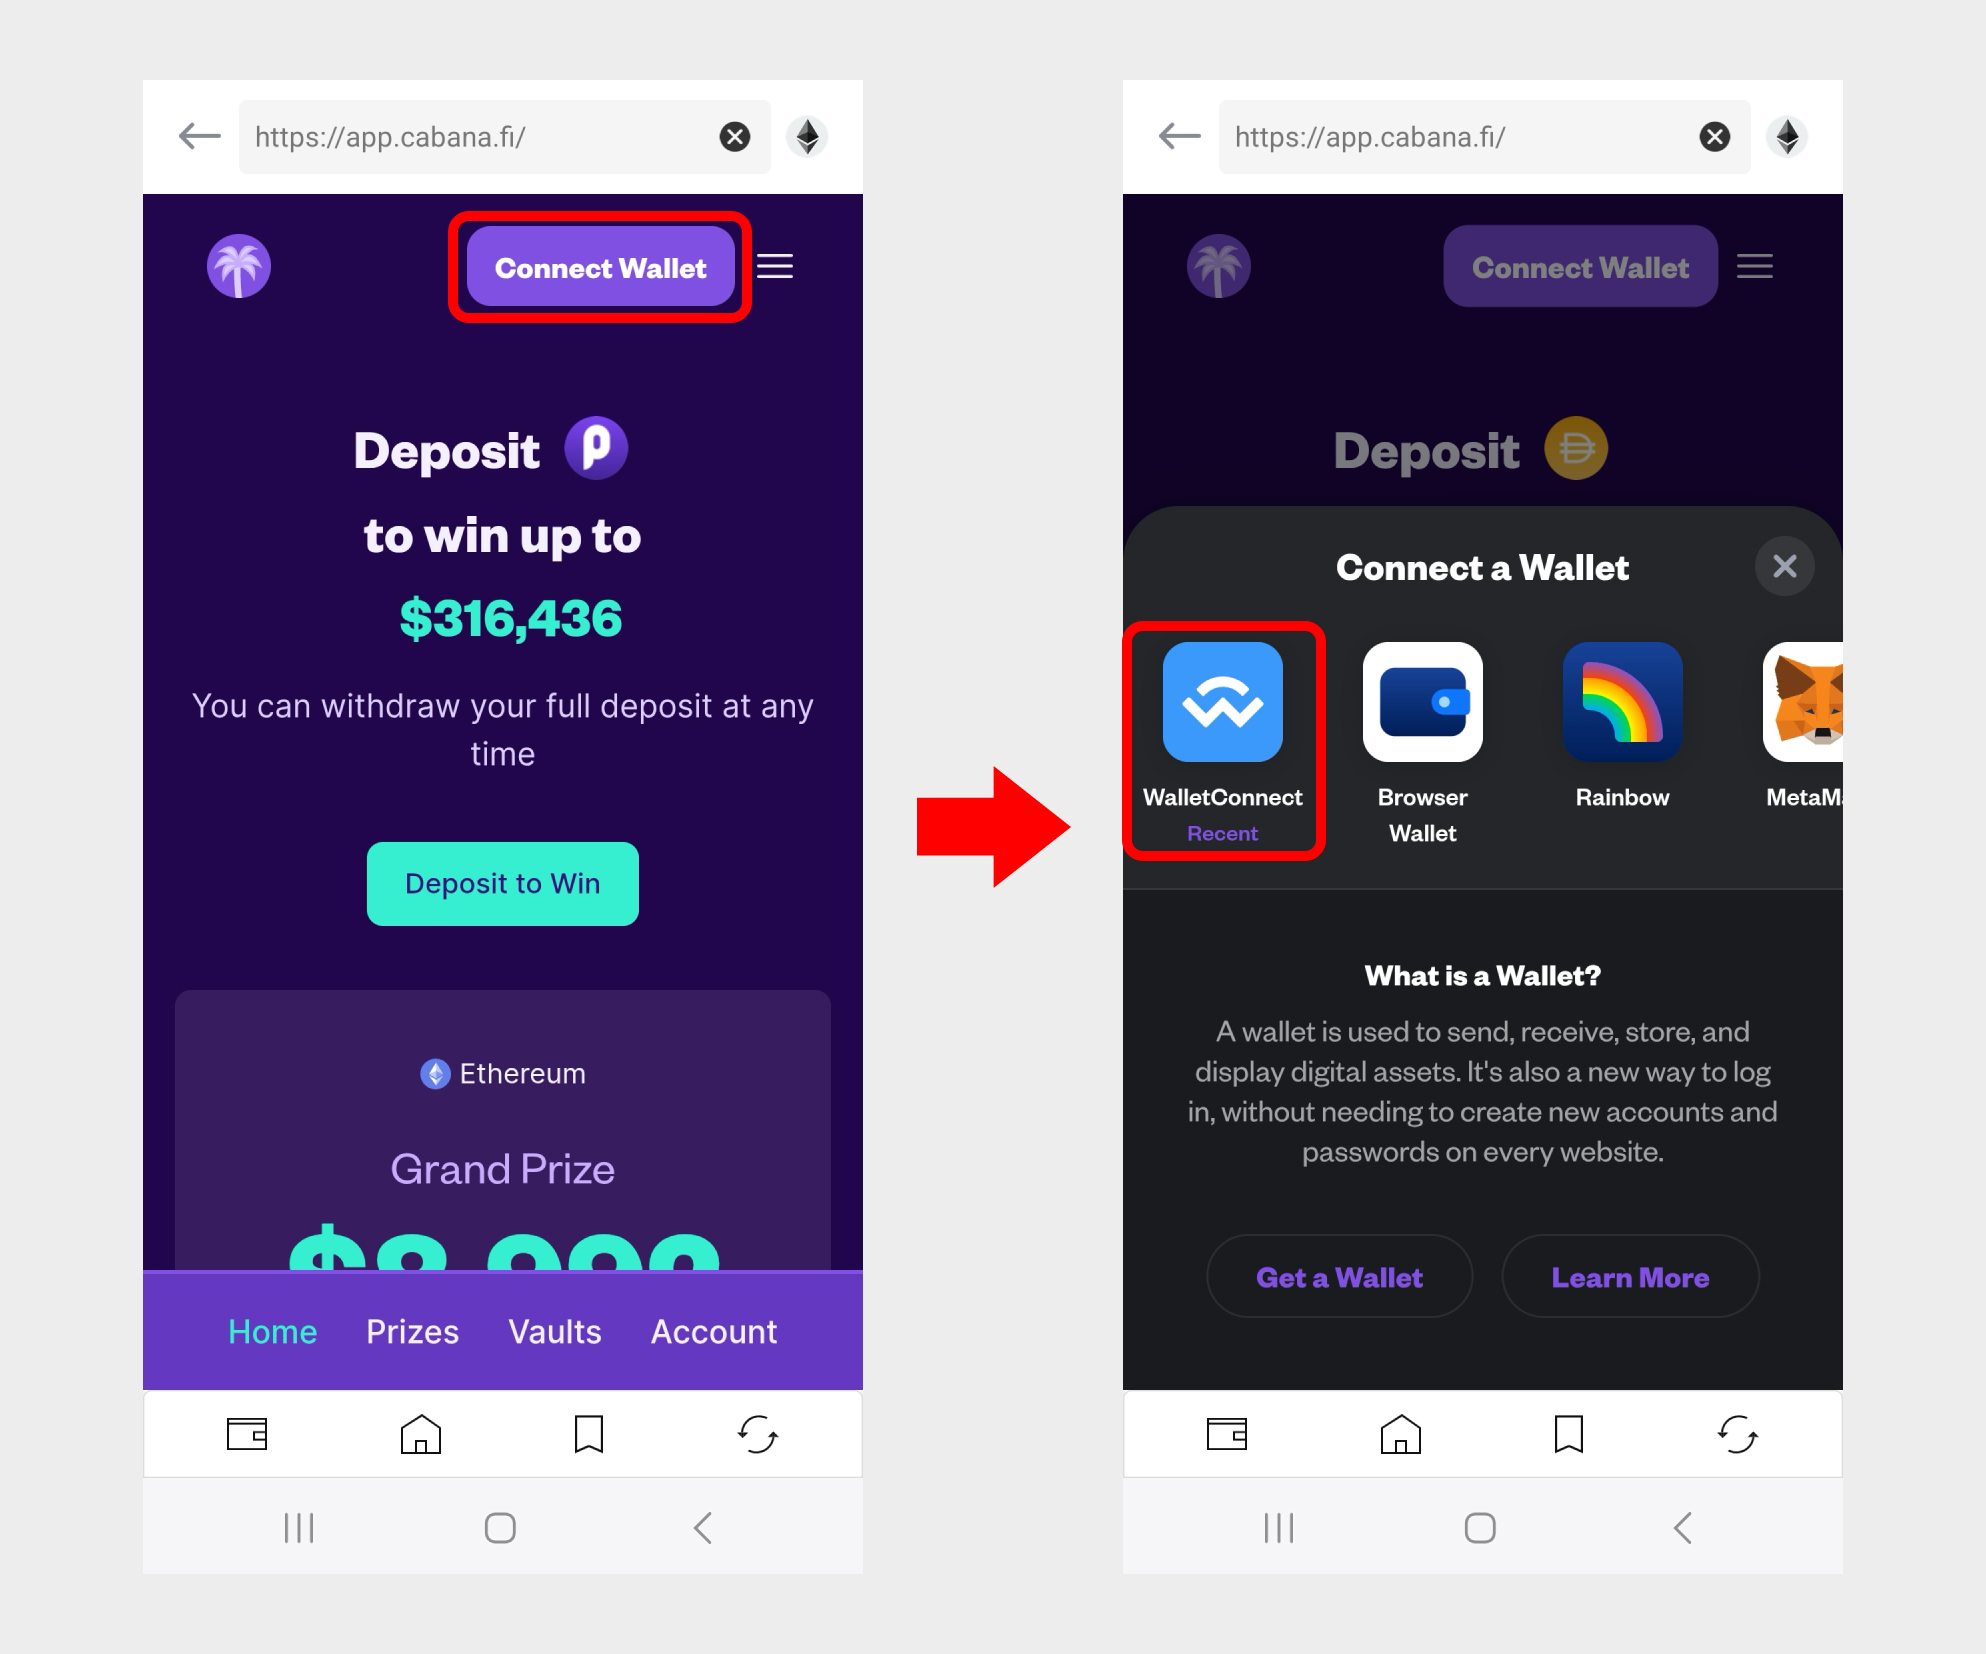 https://app.cabana.fi/
Connect Wallet
Deposit
to win up to
$316,436
You can withdraw your full deposit at any
time
Deposit to Win
Ethereum
Grand Prize
Home Prizes Vaults Account
https://app.cabana.fi/
Connect Wallet
Deposit
Connect a Wallet
WalletConnect
Recent
Browser
Wallet
Rainbow
MetaM
What is a Wallet?
A wallet is used to send, receive, store, and
display digital assets. It's also a new way to log
in, without needing to create new accounts and
passwords on every website.
Get a Wallet
Learn More